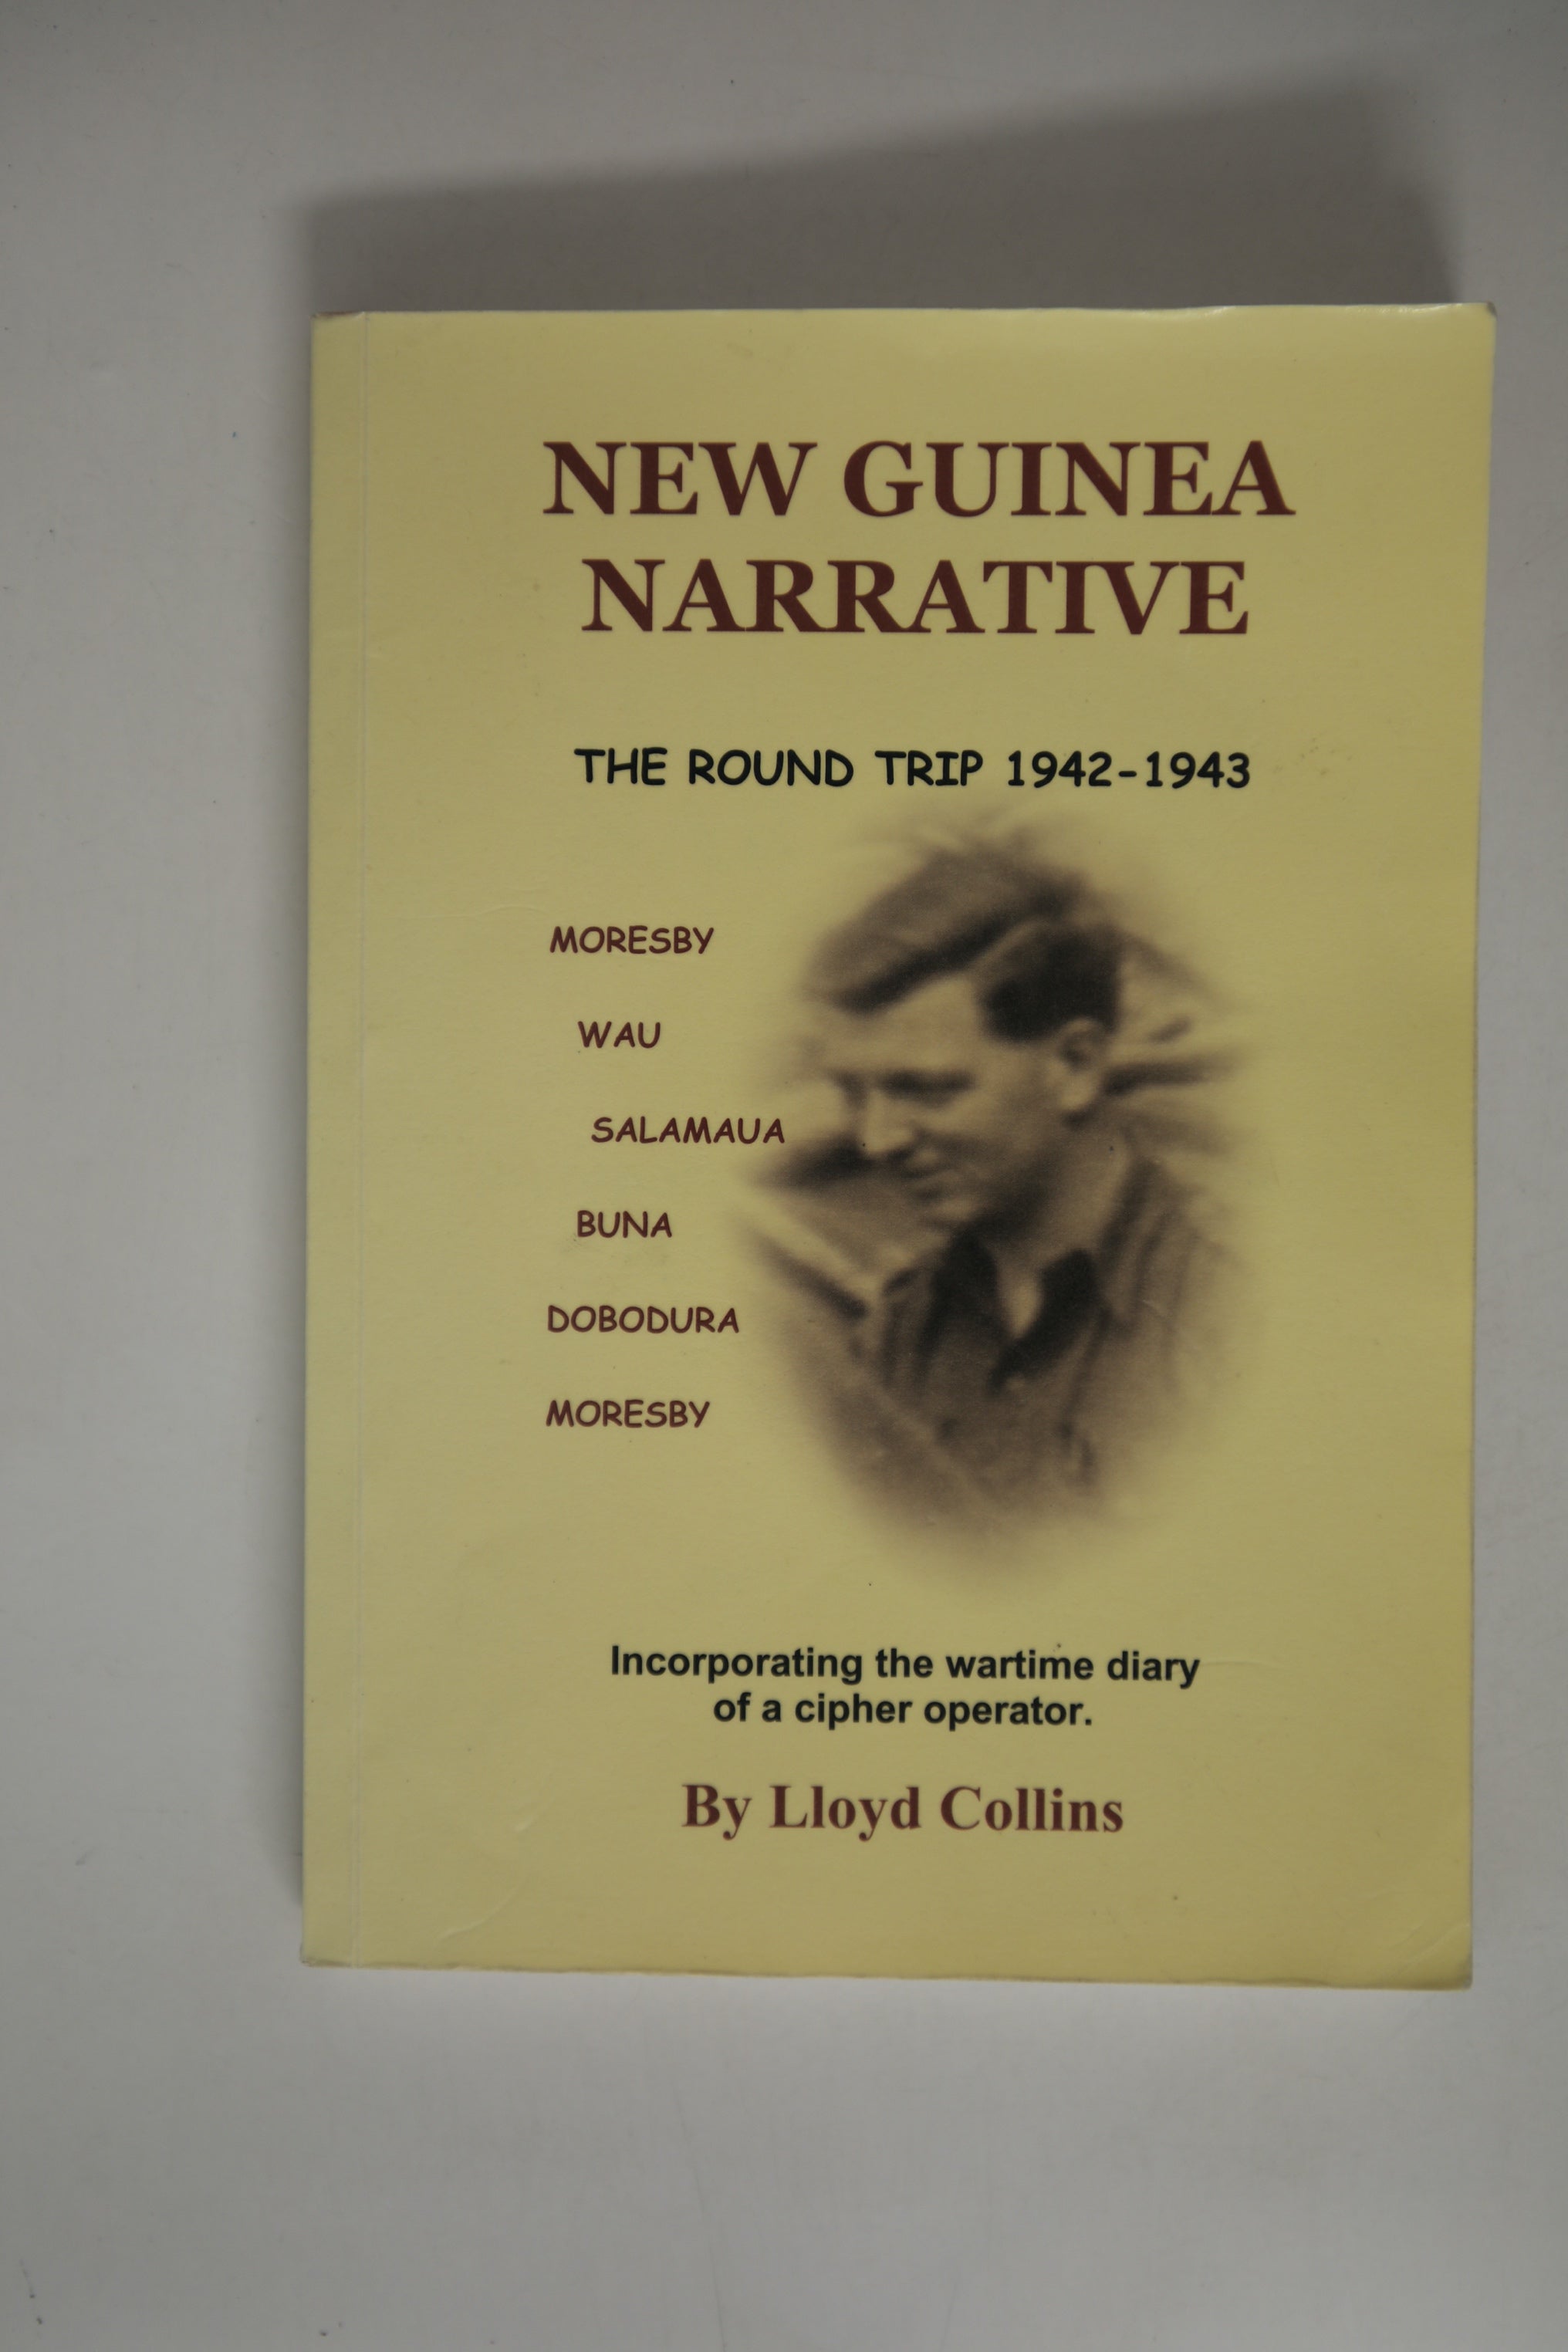 NEW GUINEA
NARRATIVE
THE ROUND TRIP 1942-1943
MORESBY
WAU
SALAMAUA
BUNA
DOBODURA
MORESBY
Incorporating the wartime diary
of a cipher operator.
By Lloyd Collins